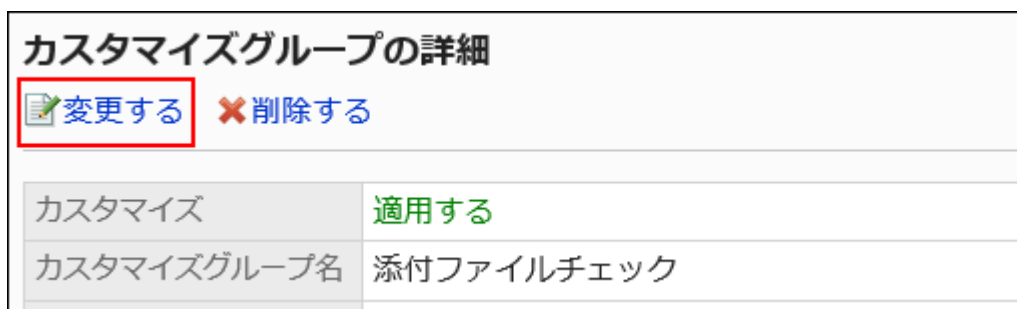 カスタマイズグループの詳細
変更する 削除する
カスタマイズ 適用する
カスタマイズグループ名 添付ファイルチェック